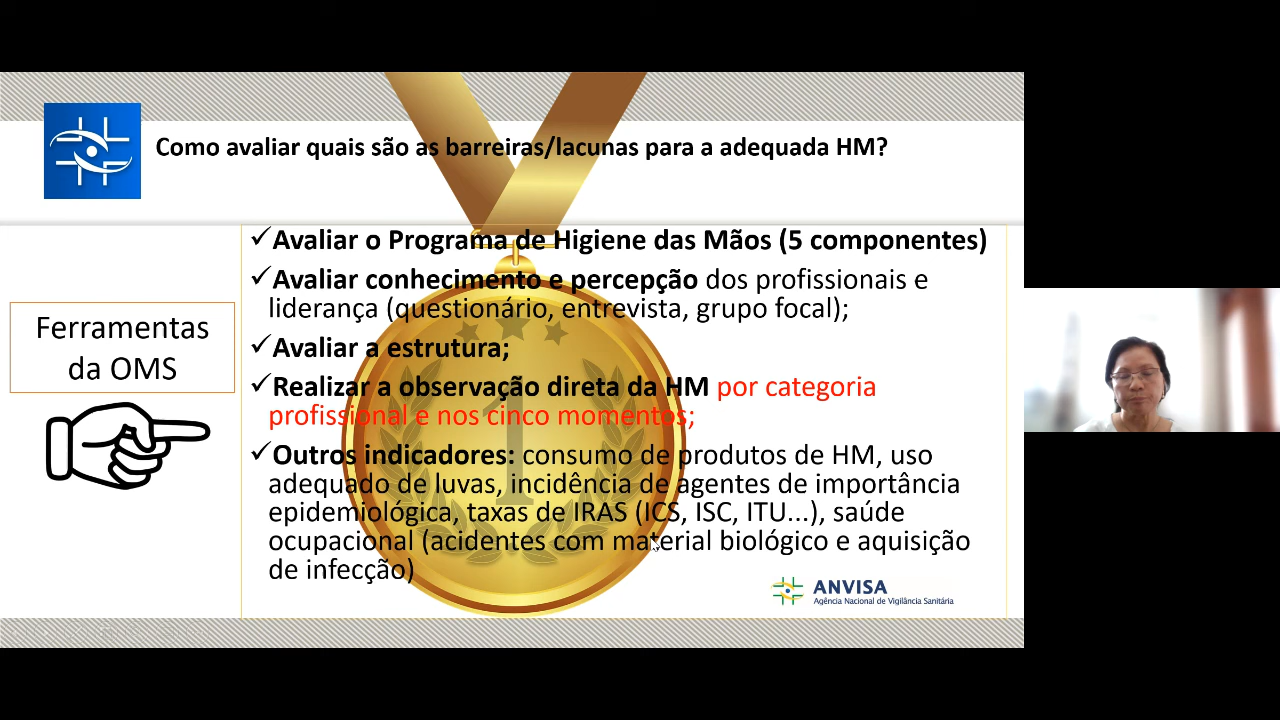 Como avaliar quais são as barreiras/lacunas para a adequada HM?
Ferramentas
da OMS
✓Avaliar o Programa de Higiene das Mãos (5 componentes)
✓Avaliar conhecimento e percepção dos profissionais e
liderança (questionário, entrevista, grupo focal);
✓Avaliar a estrutura;
✓Realizar a observação direta da HM por categoria
profissional e nos cinco momentos;
✓Outros indicadores: consumo de produtos de HM, uso
adequado de luvas, incidência de agentes de importância
epidemiológica, taxas de IRAS (ICS, ISC, ITU...), saúde
ocupacional (acidentes com material biológico e aquisição
de infecção)
1
ANVISA
Agência Nacional de Vigilância Sanitária